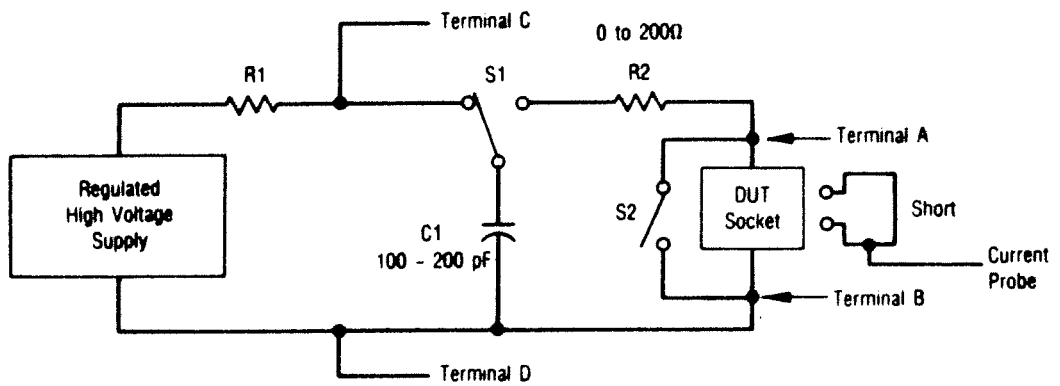 Terminal C
0 to 200Ω
R1
S1
R2
Terminal A
Regulated
High Voltage
Supply
C1
100 - 200 pF
S2
DUT
Socket
Short
Current
Probe
Terminal B
Terminal D